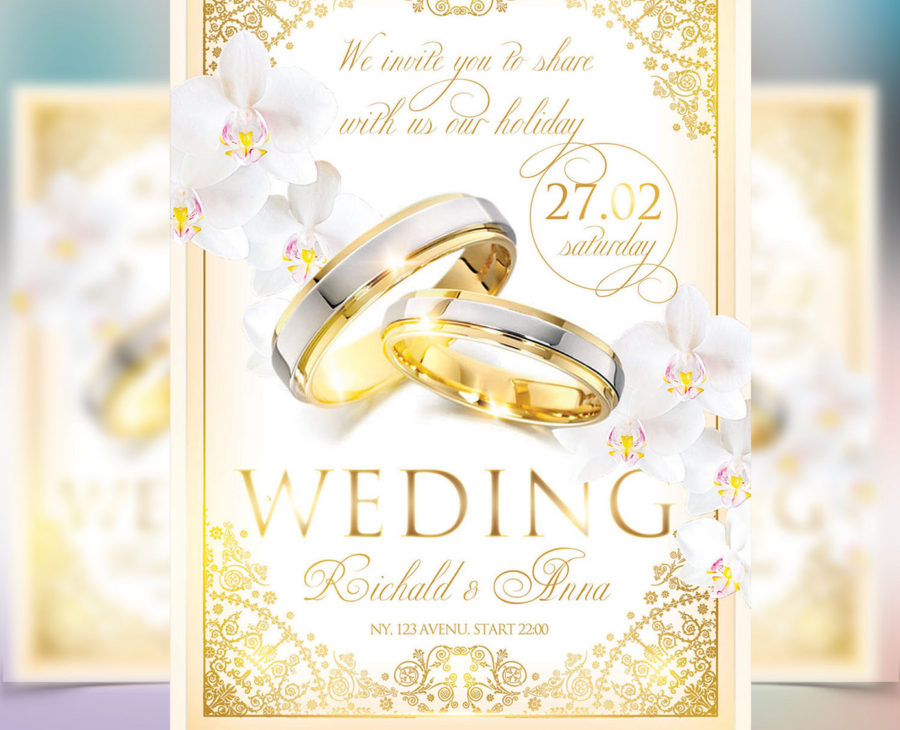 We invite you to share
with us our holiday
27.02
saturday
WEDING
Richald & Anna
NY. 123 AVENU. START 22:00